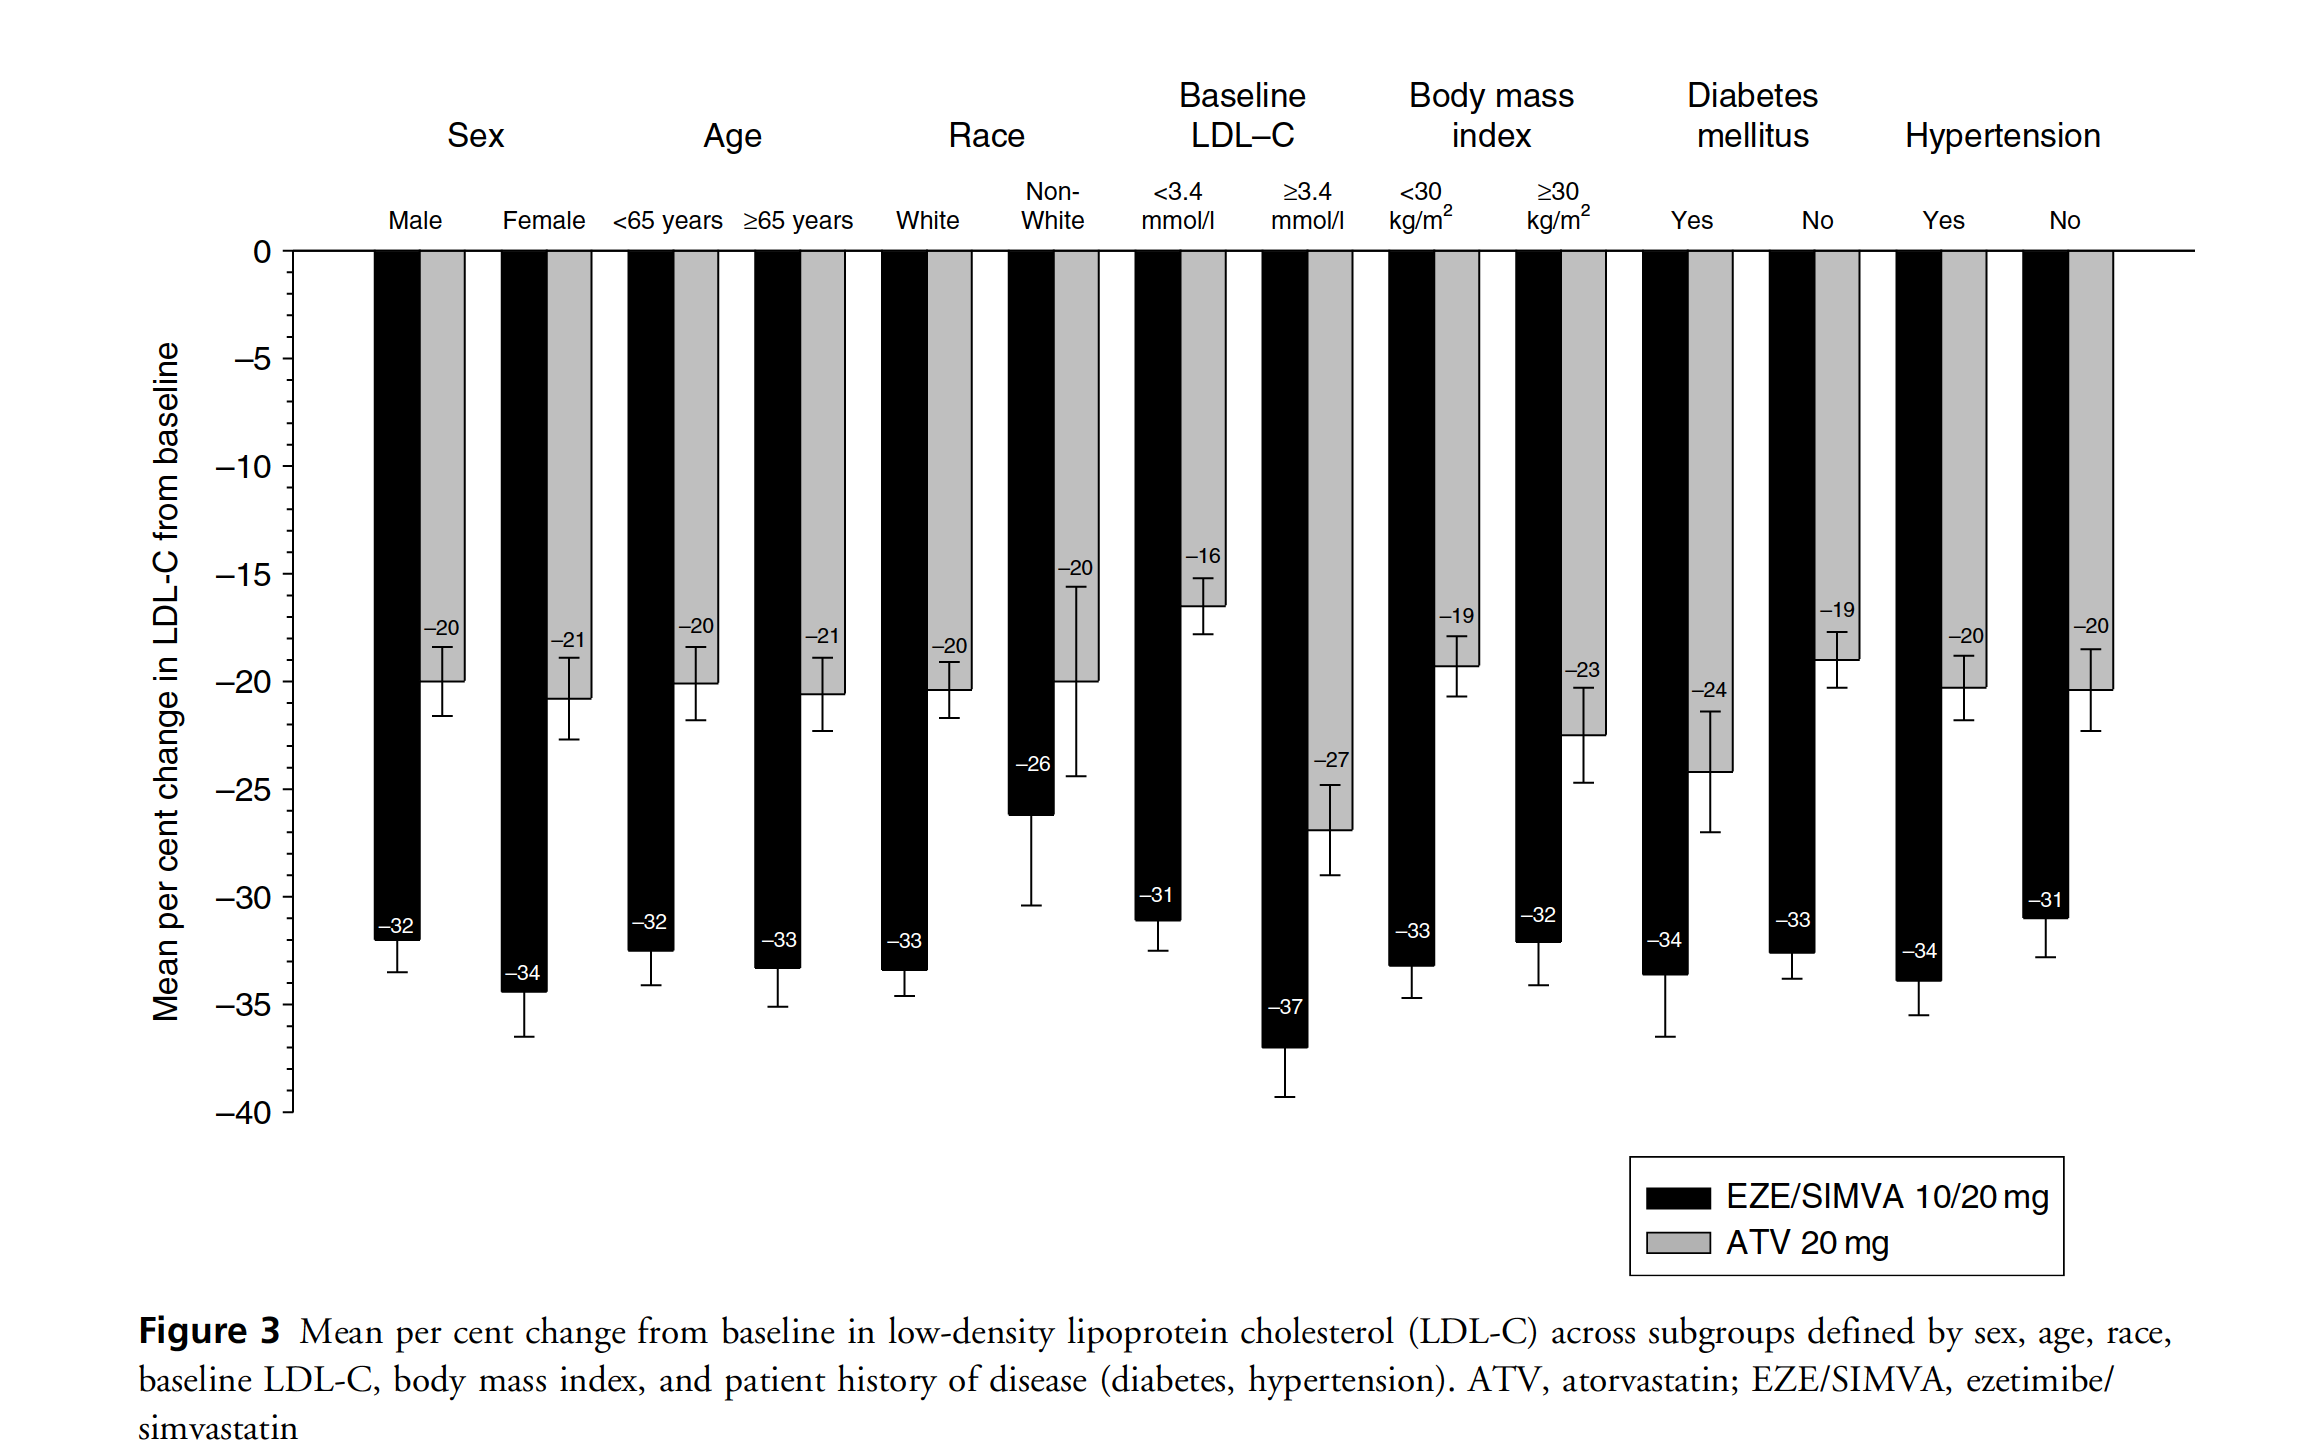 Baseline
Body mass
Diabetes
Sex
Age
Race
LDL–C
index
mellitus
Hypertension
Male
Female
<65 years
≥65 years
White
Non-
White
<3.4
mmol/l
≥3.4
mmol/l
<30
kg/m²
≥30
kg/m²
Yes
No
Yes
No
Mean per cent change in LDL-C from baseline
0
–5
–10
–15
–20
–25
–30
–35
–40
–32
–20
–34
–21
–32
–20
–33
–21
–33
–20
–26
–20
–31
–16
–37
–27
–33
–19
–32
–23
–34
–24
–33
–19
–34
–20
–31
–20
EZE/SIMVA 10/20 mg
ATV 20 mg
Figure 3 Mean per cent change from baseline in low-density lipoprotein cholesterol (LDL-C) across subgroups defined by sex, age, race,
baseline LDL-C, body mass index, and patient history of disease (diabetes, hypertension). ATV, atorvastatin; EZE/SIMVA, ezetimibe/
simvastatin